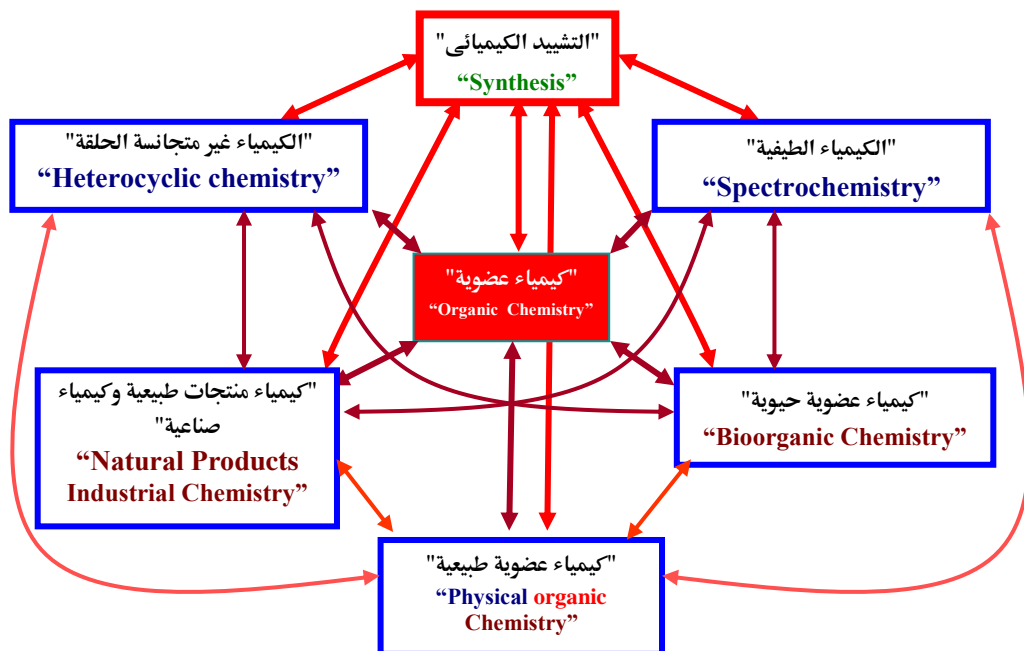 "التشييد الكيميائى"
“Synthesis”
"الكيمياء غير متجانسة الحلقة"
“Heterocyclic chemistry”
"الكيمياء الطيفية"
“Spectrochemistry”
"كيمياء عضوية"
“Organic Chemistry”
"كيمياء منتجات طبيعية وكيمياء
صناعية"
“Natural Products
Industrial Chemistry”
"كيمياء عضوية حيوية"
“Bioorganic Chemistry”
"كيمياء عضوية طبيعية"
“Physical organic
Chemistry”